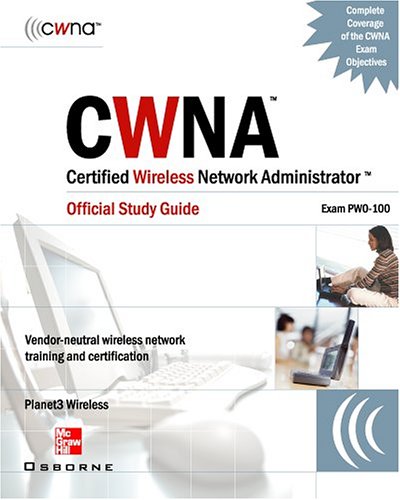 cwna™
Complete
Coverage
of the CWNA
Exam
Objectives
CWNA™
Certified Wireless Network Administrator™
Official Study Guide
Exam PW0-100
Vendor-neutral wireless network
training and certification
Planet3 Wireless
Mc
Graw
Hill
OSBORNE